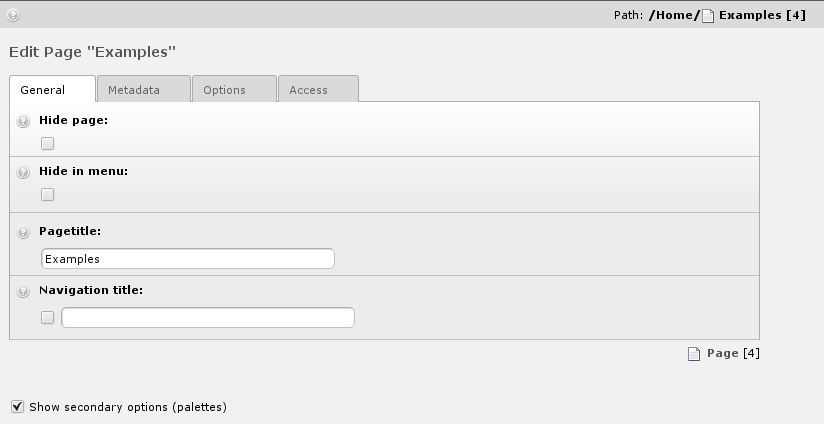 Path: /Home/ Examples [4]
Edit Page "Examples"
General Metadata Options Access
Hide page:
Hide in menu:
Pagetitle:
Examples
Navigation title:
Page [4]
Show secondary options (palettes)